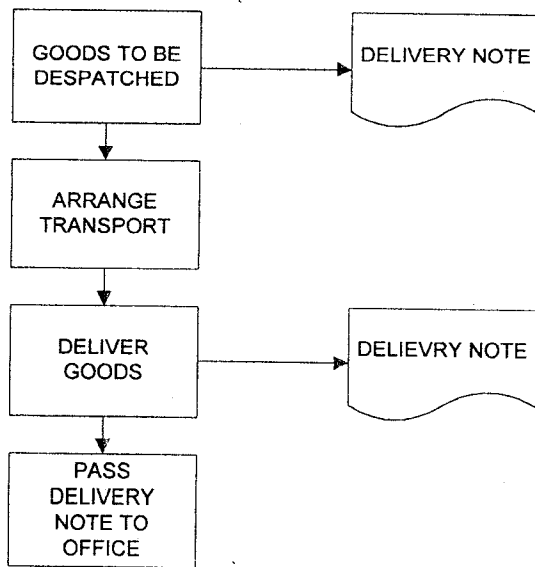 GOODS TO BE
DESPATCHED
DELIVERY NOTE
ARRANGE
TRANSPORT
DELIVER
GOODS
DELIEVRY NOTE
PASS
DELIVERY
NOTE TO
OFFICE